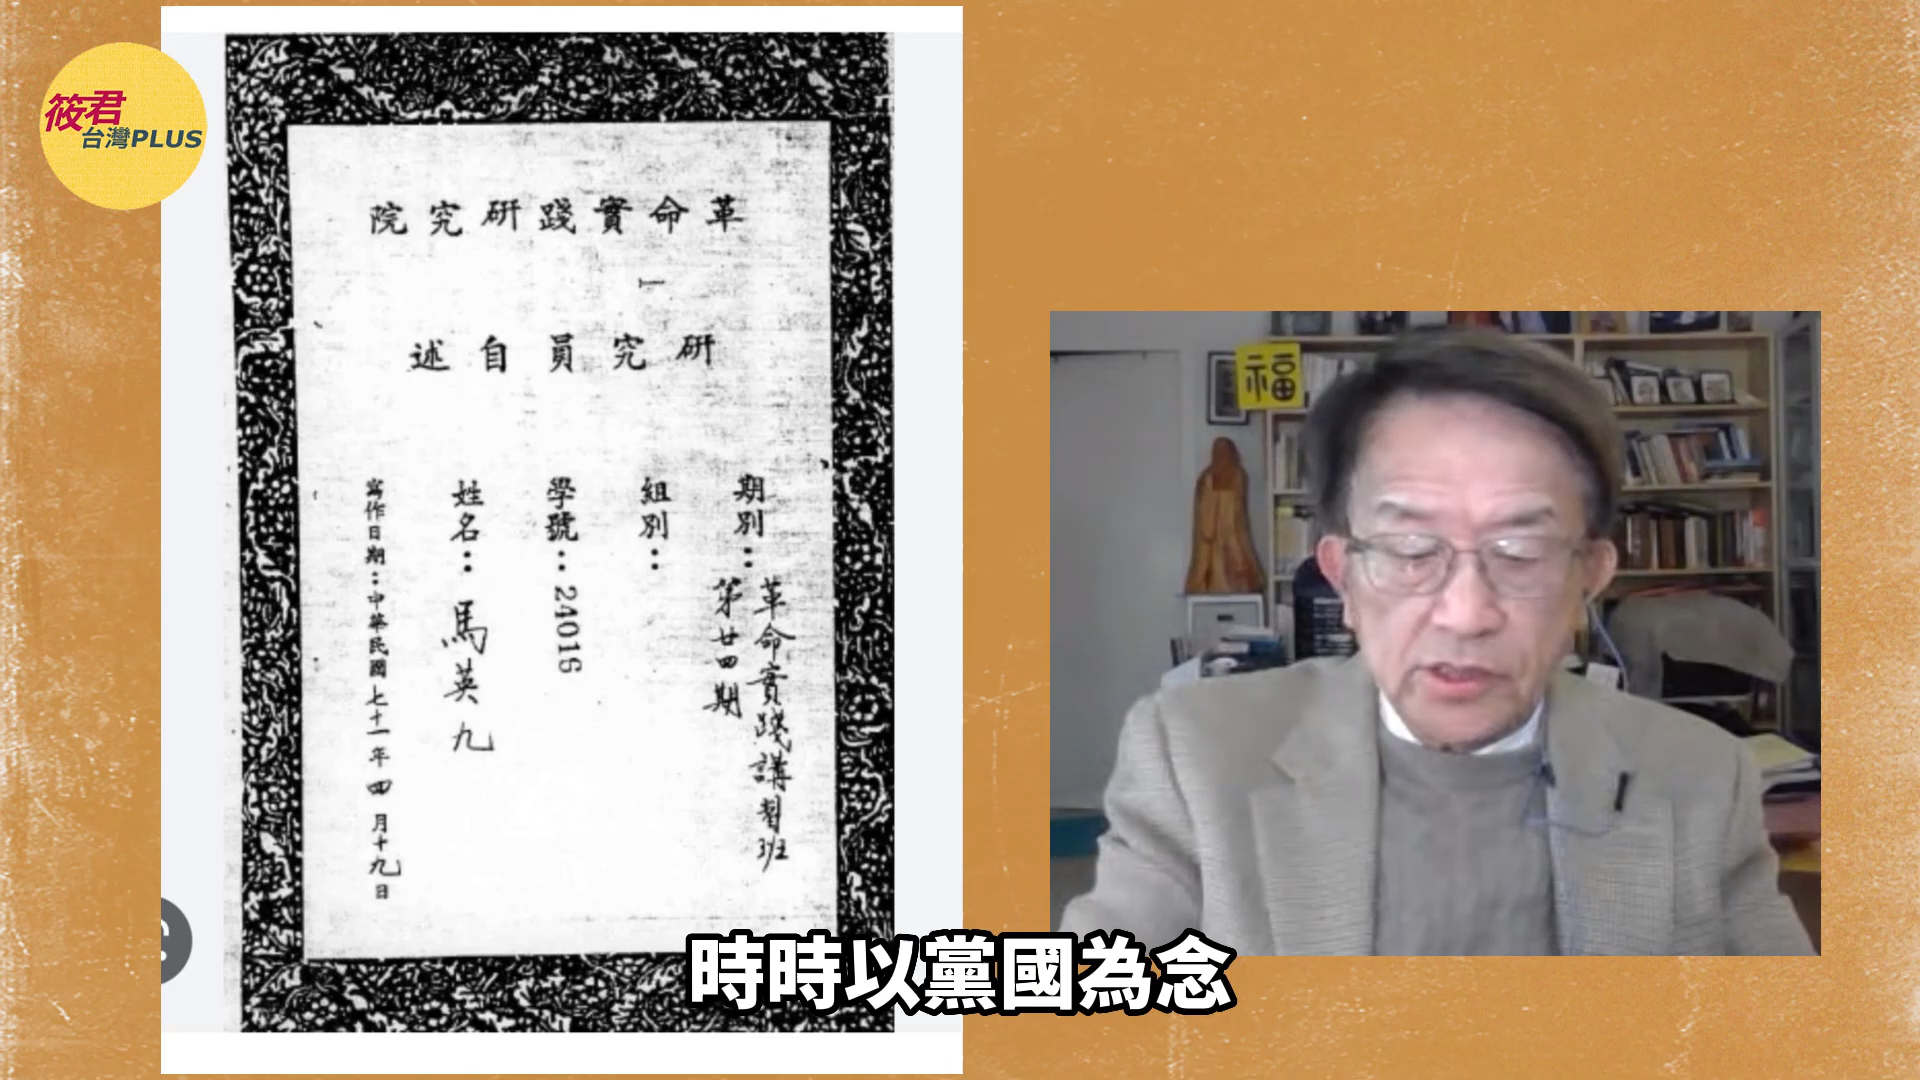 筱君
台灣PLUS
革命實踐研究院
研究員自述
期別：革命實踐講習班
第廿四期
組別：
學號：24016
姓名：馬英九
寫作日期：中華民國七十一年四月十九日
福
時時以黨國為念